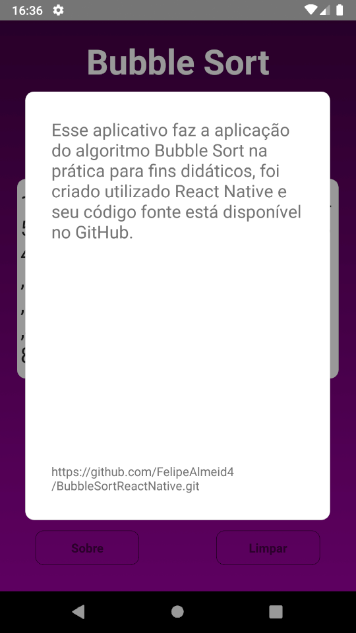 16:36
Bubble Sort
Esse aplicativo faz a aplicação
do algoritmo Bubble Sort na
prática para fins didáticos, foi
criado utilizado React Native e
seu código fonte está disponível
no GitHub.
https://github.com/FelipeAlmeid4
/BubbleSortReactNative.git
Sobre
Limpar